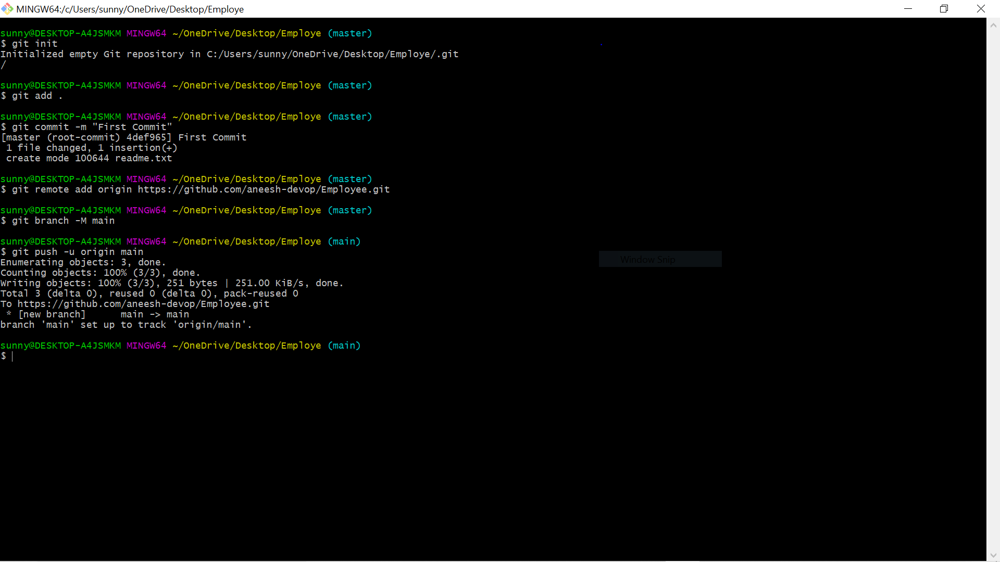 MINGW64:/c/Users/sunny/OneDrive/Desktop/Employe
sunny@DESKTOP-A4JSMKM MINGW64 ~/OneDrive/Desktop/Employe (master)
$ git init
Initialized empty Git repository in C:/Users/sunny/OneDrive/Desktop/Employe/.git
/
sunny@DESKTOP-A4JSMKM MINGW64 ~/OneDrive/Desktop/Employe (master)
$ git add .
sunny@DESKTOP-A4JSMKM MINGW64 ~/OneDrive/Desktop/Employe (master)
$ git commit -m "First Commit"
[master (root-commit) 4def965] First Commit
 1 file changed, 1 insertion(+)
 create mode 100644 readme.txt
sunny@DESKTOP-A4JSMKM MINGW64 ~/OneDrive/Desktop/Employe (master)
$ git remote add origin https://github.com/aneesh-devop/Employee.git
sunny@DESKTOP-A4JSMKM MINGW64 ~/OneDrive/Desktop/Employe (master)
$ git branch -M main
sunny@DESKTOP-A4JSMKM MINGW64 ~/OneDrive/Desktop/Employe (main)
$ git push -u origin main
Enumerating objects: 3, done.
Counting objects: 100% (3/3), done.
Writing objects: 100% (3/3), 251 bytes | 251.00 KiB/s, done.
Total 3 (delta 0), reused 0 (delta 0), pack-reused 0
To https://github.com/aneesh-devop/Employee.git
 * [new branch]      main -> main
branch 'main' set up to track 'origin/main'.
sunny@DESKTOP-A4JSMKM MINGW64 ~/OneDrive/Desktop/Employe (main)
$
Window Snip